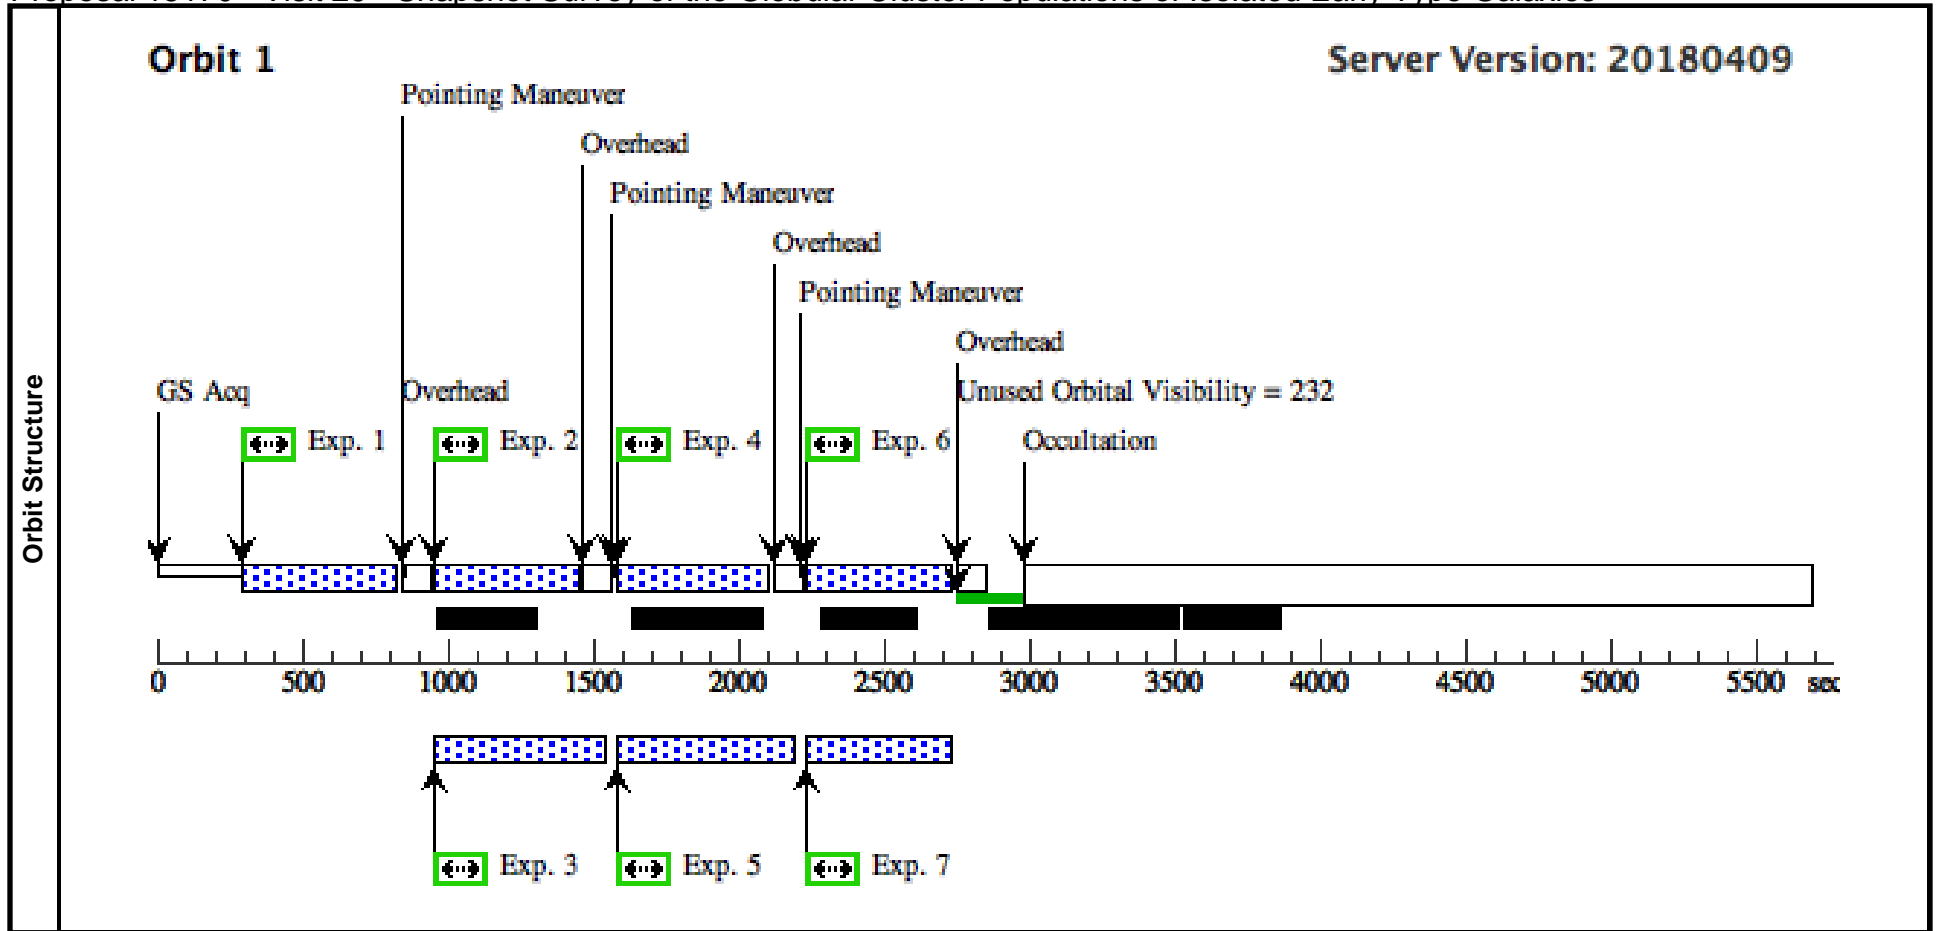 Orbit Structure
Orbit 1
Server Version: 20180409
Pointing Maneuver
Overhead
Pointing Maneuver
Overhead
Pointing Maneuver
Overhead
GS Acq
Overhead
Unused Orbital Visibility = 232
Exp. 1
Exp. 2
Exp. 4
Exp. 6
Occultation
0 500 1000 1500 2000 2500 3000 3500 4000 4500 5000 5500 sec
Exp. 3
Exp. 5
Exp. 7